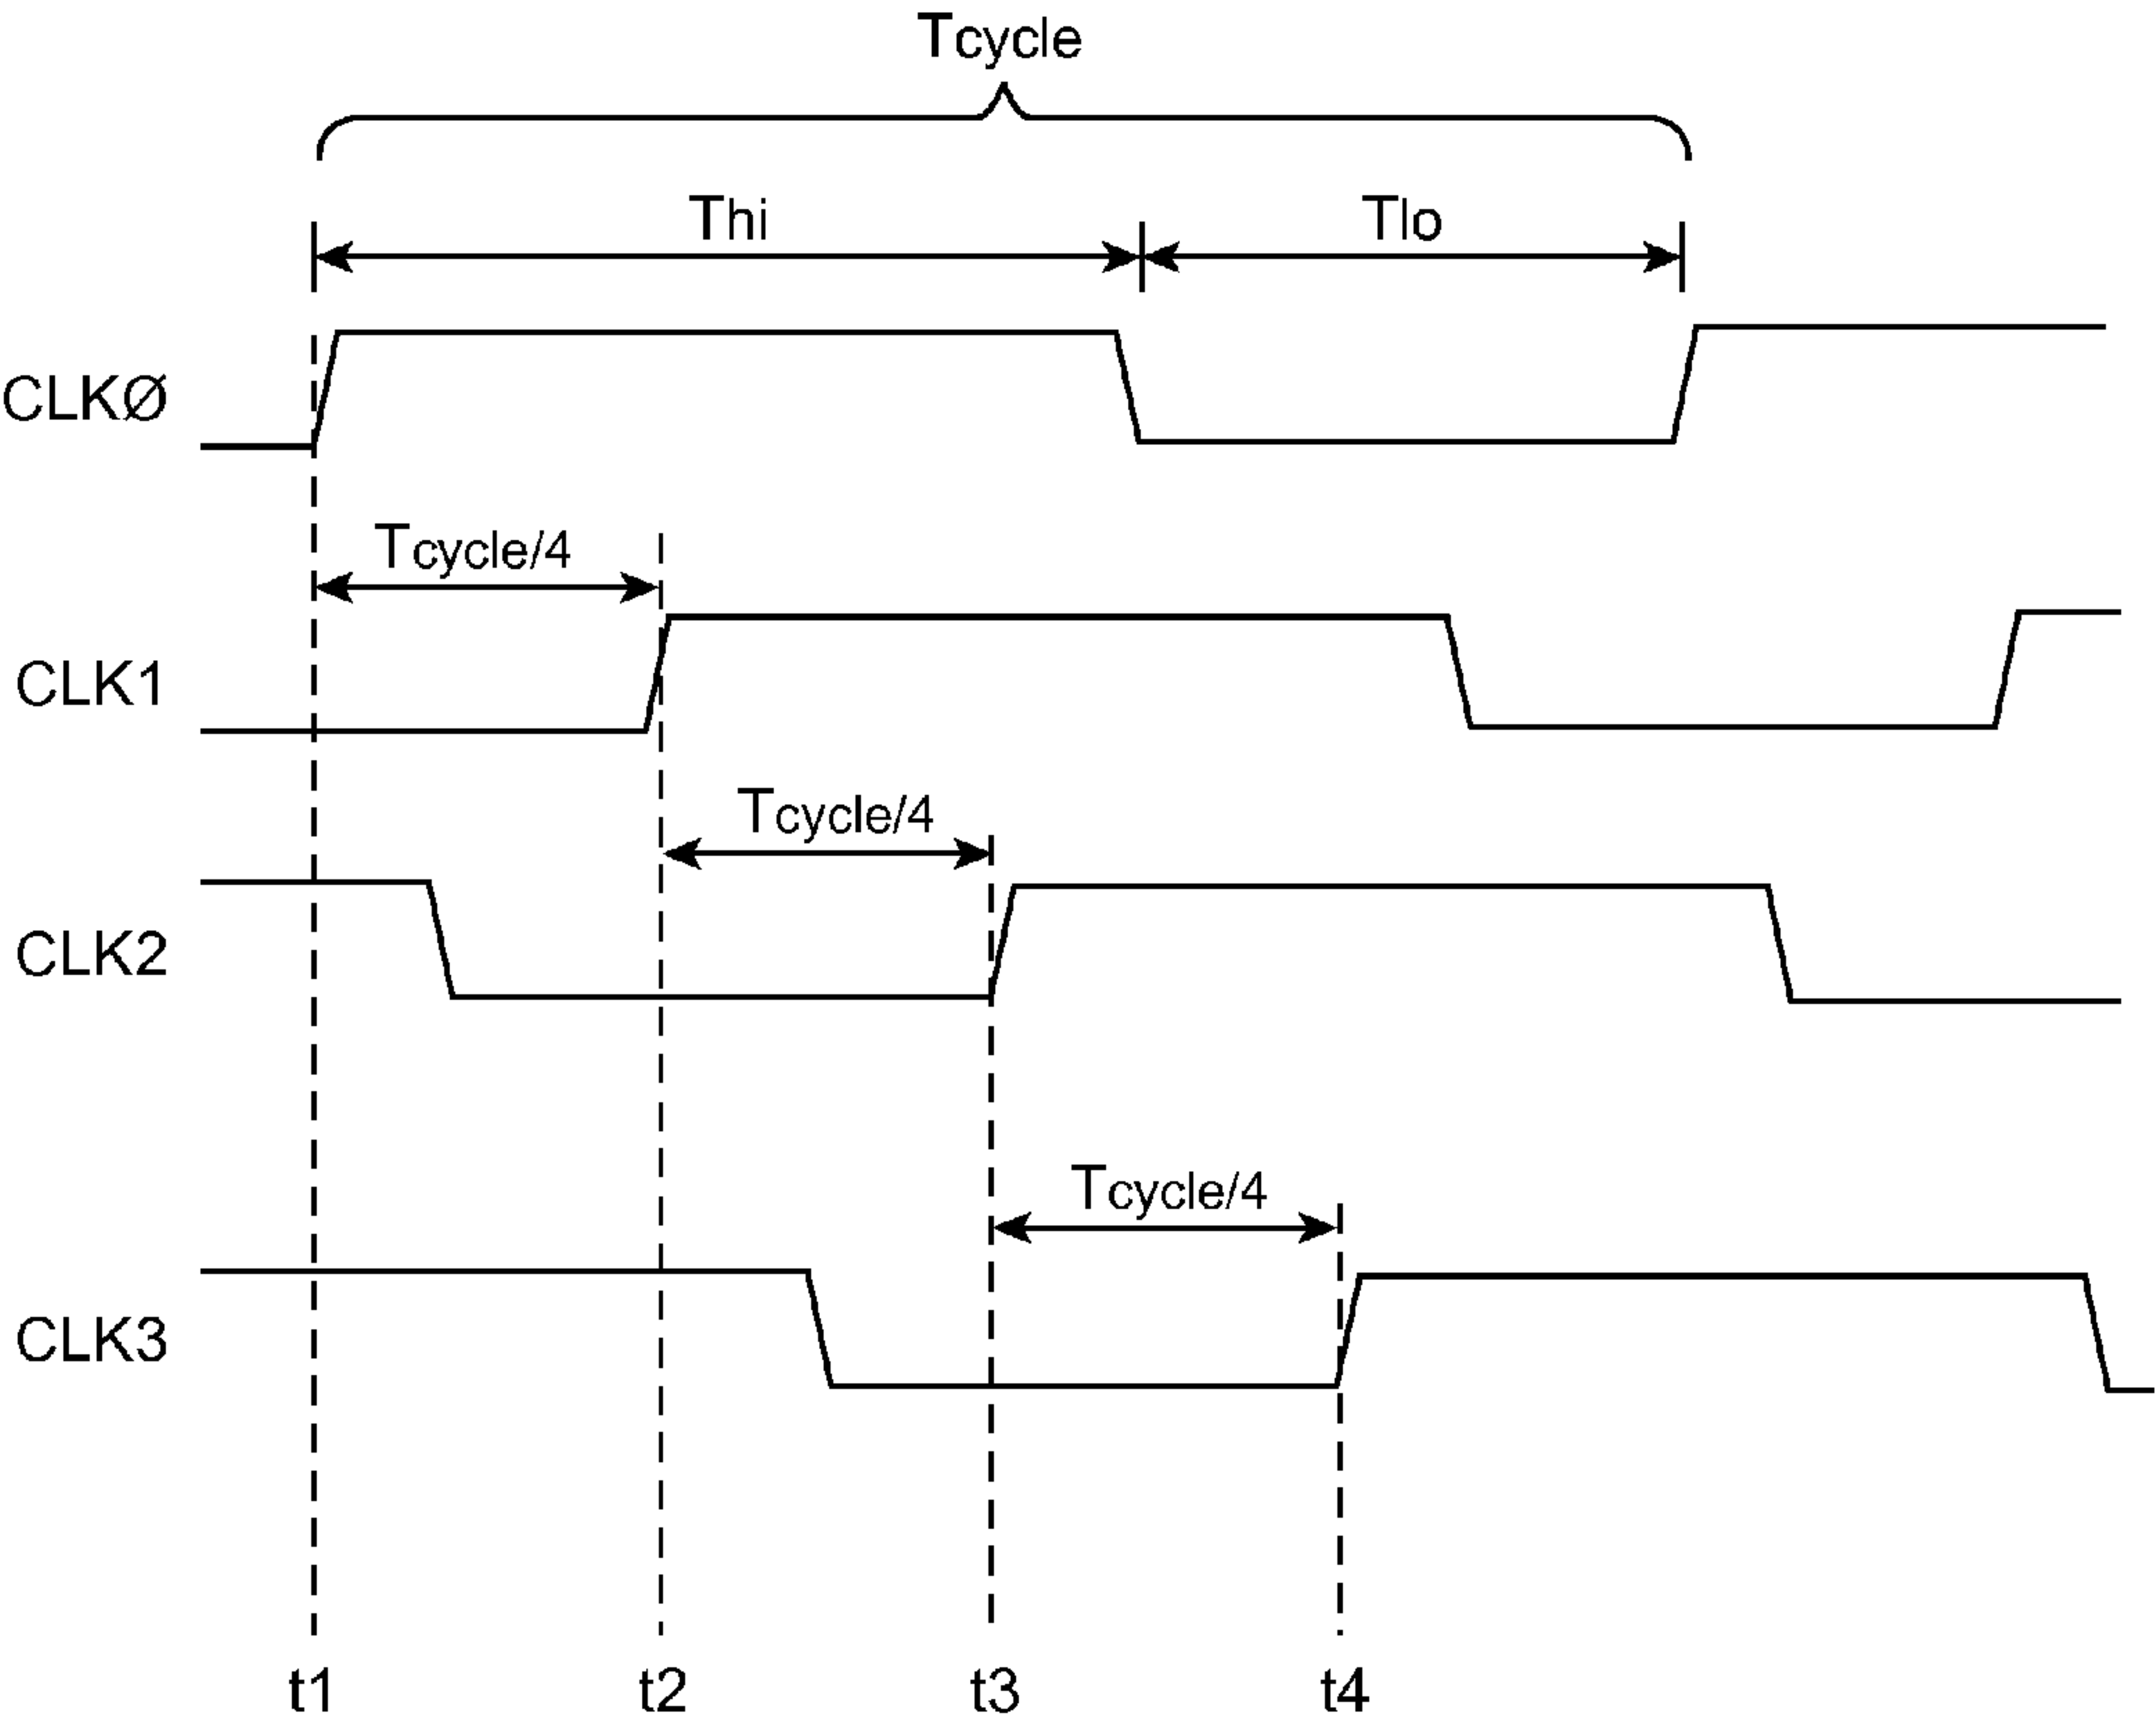 Tcycle
Thi
Tlo
CLKØ
Tcycle/4
CLK1
Tcycle/4
CLK2
Tcycle/4
CLK3
t1
t2
t3
t4